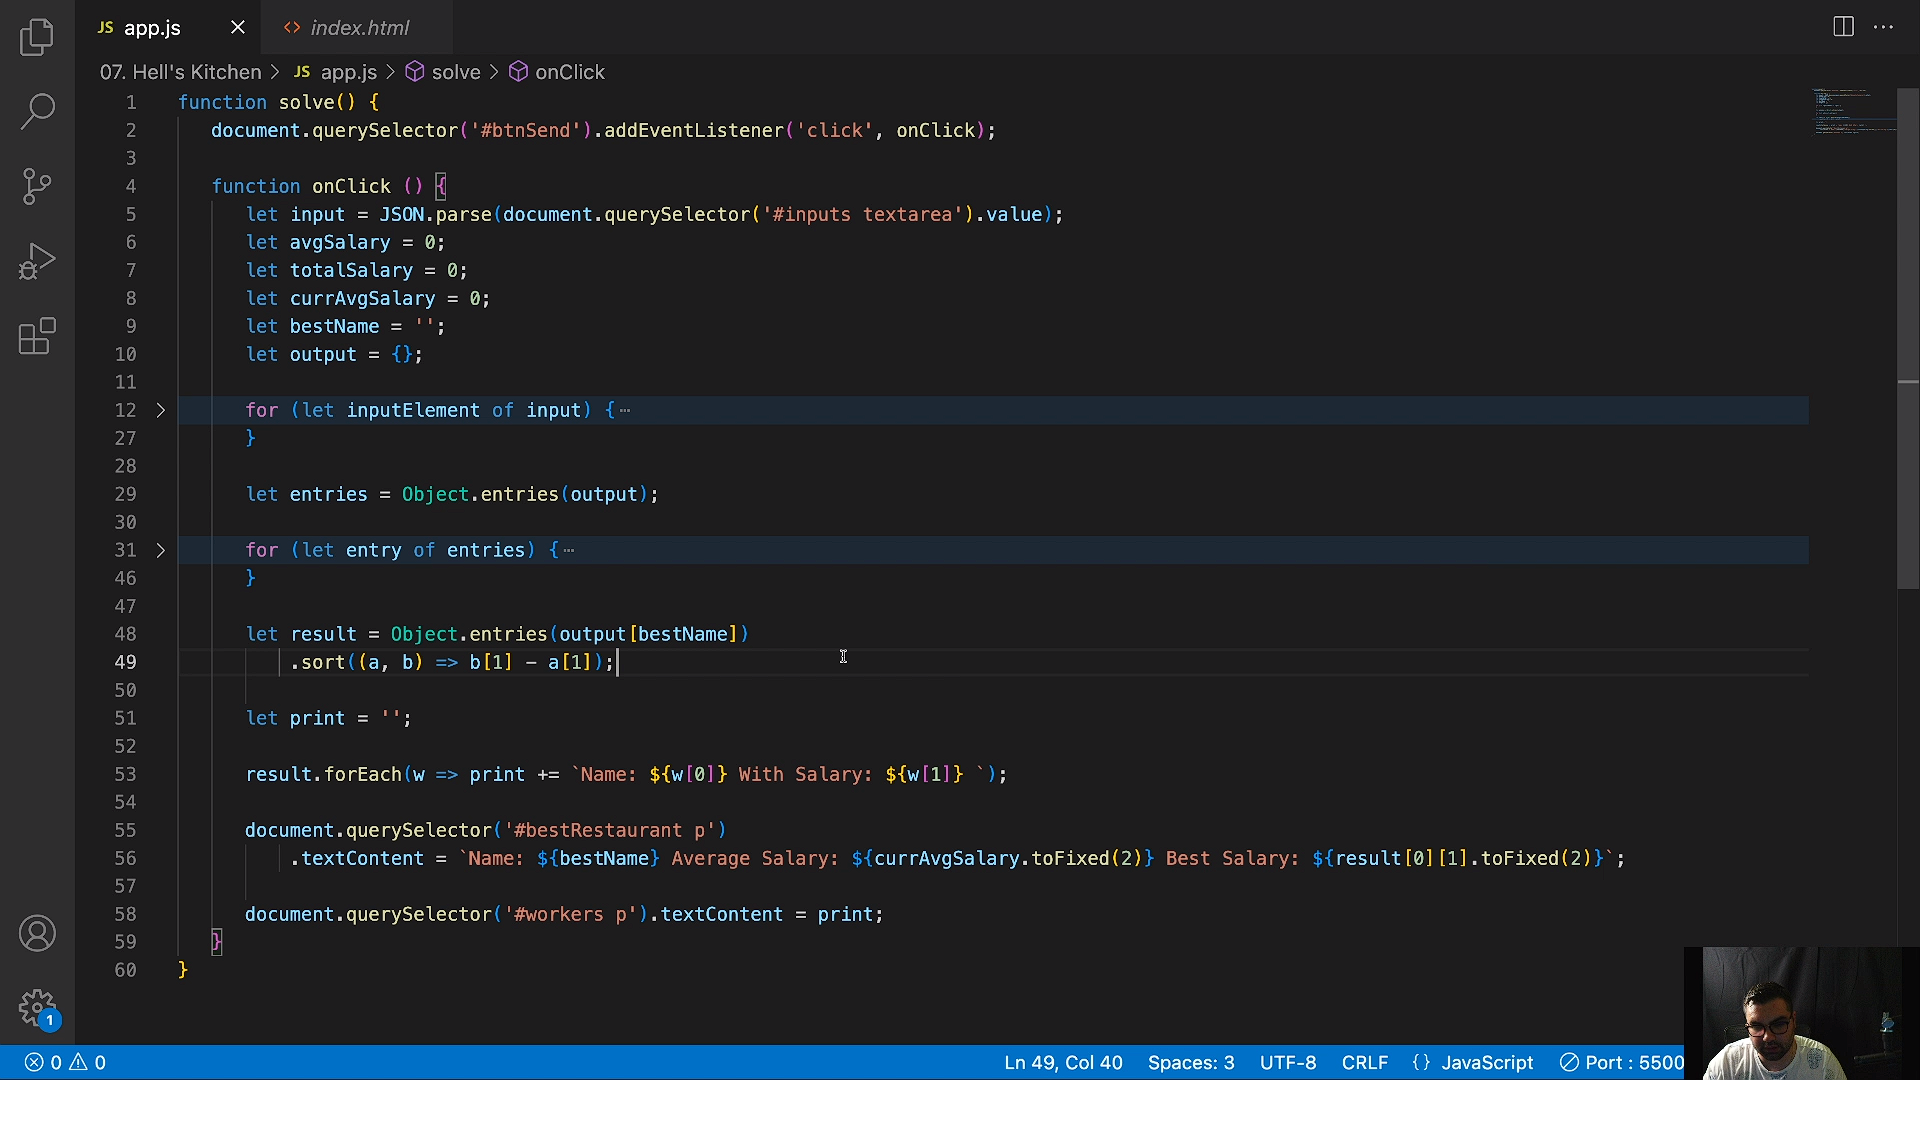 JS app.js × <> index.html ···
07. Hell's Kitchen > JS app.js > solve > onClick
1 function solve() {
2 document.querySelector('#btnSend').addEventListener('click', onClick);
3
4 function onClick () {
5 let input = JSON.parse(document.querySelector('#inputs textarea').value);
6 let avgSalary = 0;
7 let totalSalary = 0;
8 let currAvgSalary = 0;
9 let bestName = '';
10 let output = {};
11
12 > for (let inputElement of input) {···
27 }
28
29 let entries = Object.entries(output);
30
31 > for (let entry of entries) {···
46 }
47
48 let result = Object.entries(output[bestName])
49 .sort((a, b) => b[1] - a[1]);
50
51 let print = '';
52
53 result.forEach(w => print += `Name: ${w[0]} With Salary: ${w[1]} `);
54
55 document.querySelector('#bestRestaurant p')
56 .textContent = `Name: ${bestName} Average Salary: ${currAvgSalary.toFixed(2)} Best Salary: ${result[0][1].toFixed(2)}`;
57
58 document.querySelector('#workers p').textContent = print;
59 }
60 }
1
0 0 Ln 49, Col 40 Spaces: 3 UTF-8 CRLF {} JavaScript Port : 5500